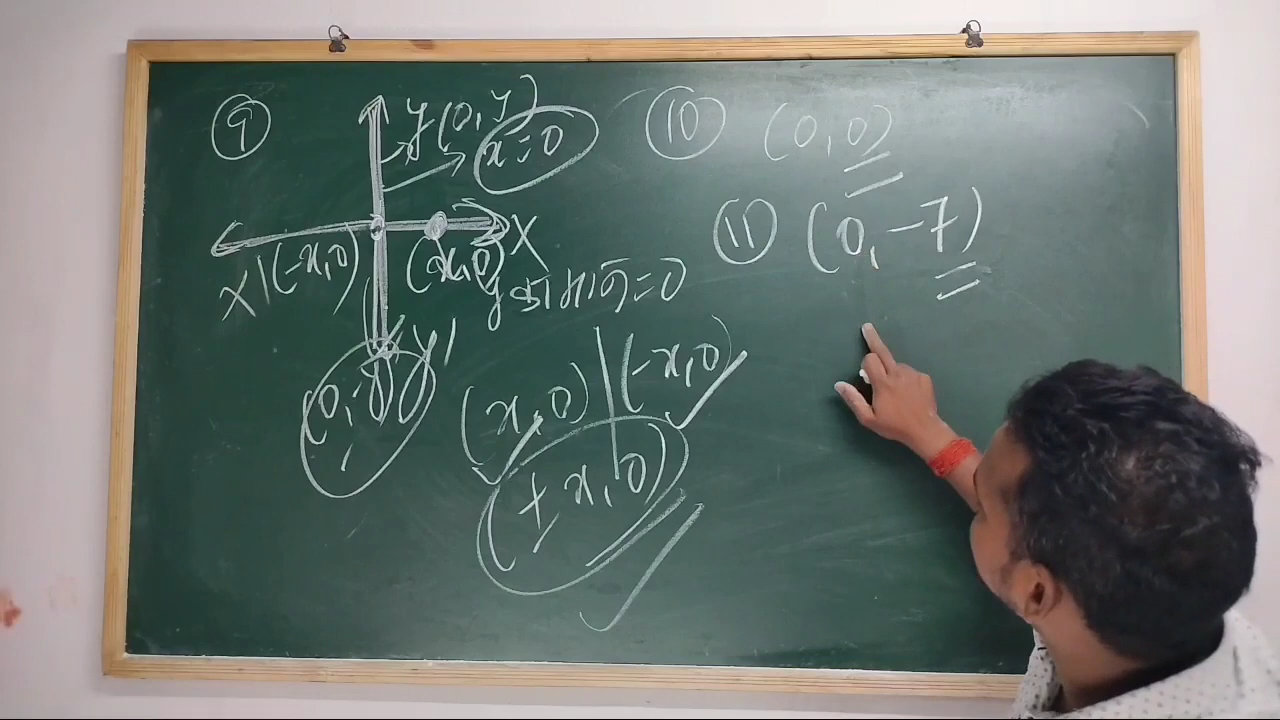 9
y (0, y)
x = 0
X
X' (-x, 0)
(x, 0)
y का मान = 0
y'
(0, -y)
(x, 0) | (-x, 0)
(± x, 0)
10 (0, 0)
11 (0, -7)